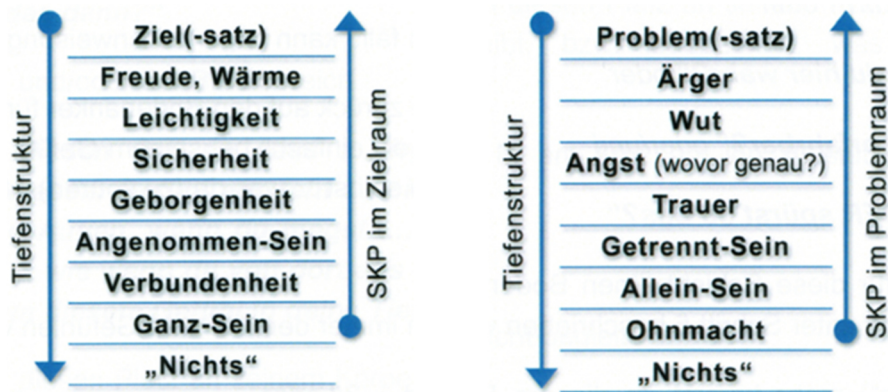 Ziel(-satz)
Freude, Wärme
Leichtigkeit
Sicherheit
Geborgenheit
Angenommen-Sein
Verbundenheit
Ganz-Sein
„Nichts“
Tiefenstruktur
SKP im Zielraum
Problem(-satz)
Ärger
Wut
Angst (wovor genau?)
Trauer
Getrennt-Sein
Allein-Sein
Ohnmacht
„Nichts“
Tiefenstruktur
SKP im Problemraum